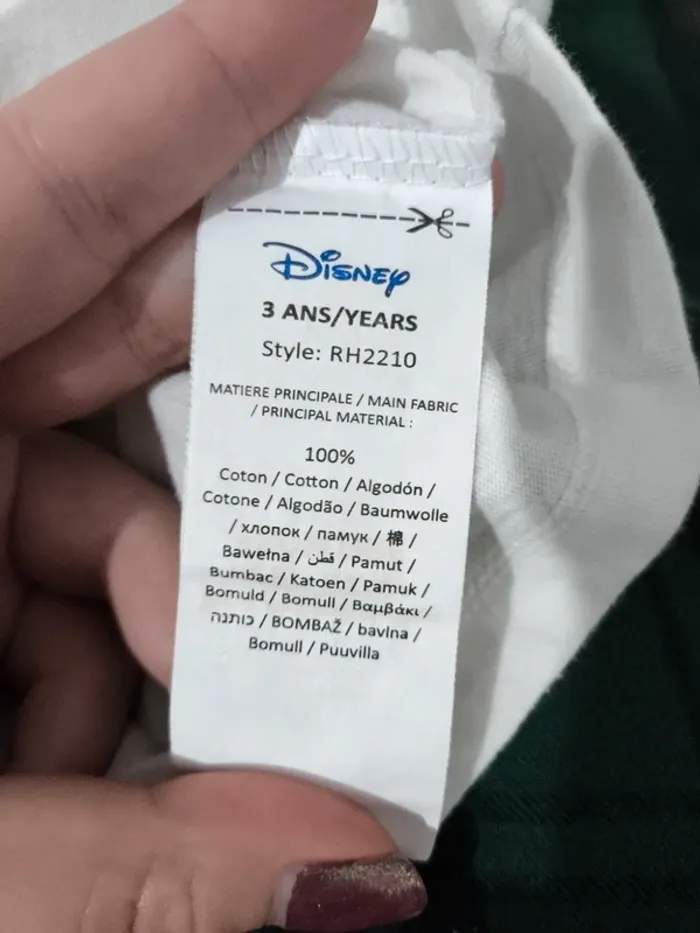 Disney
3 ANS/YEARS
Style: RH2210
MATIERE PRINCIPALE / MAIN FABRIC
/ PRINCIPAL MATERIAL :
100%
Coton / Cotton / Algodón /
Cotone / Algodão / Baumwolle
/ хлопок / памук / 棉 /
Bawełna / قطن / Pamut /
Bumbac / Katoen / Pamuk /
Bomuld / Bomull / Βαμβάκι /
כותנה / BOMBAŽ / bavlna /
Bomull / Puuvilla